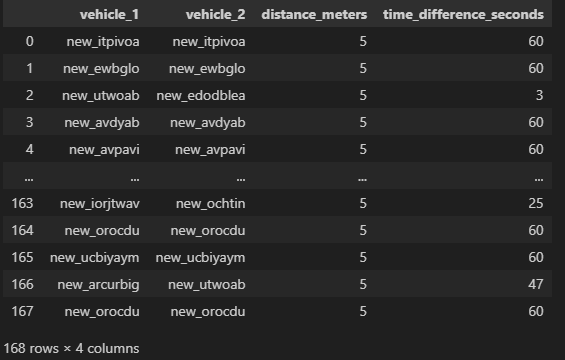 vehicle_1 vehicle_2 distance_meters time_difference_seconds
0 new_itpivoa new_itpivoa 5 60
1 new_ewbglo new_ewbglo 5 60
2 new_utwoab new_edodblea 5 3
3 new_avdyab new_avdyab 5 60
4 new_avpavi new_avpavi 5 60
... ... ... ... ...
163 new_iorjtwav new_ochtin 5 25
164 new_orocdu new_orocdu 5 60
165 new_ucbiyaym new_ucbiyaym 5 60
166 new_arcurbig new_utwoab 5 47
167 new_orocdu new_orocdu 5 60
168 rows × 4 columns